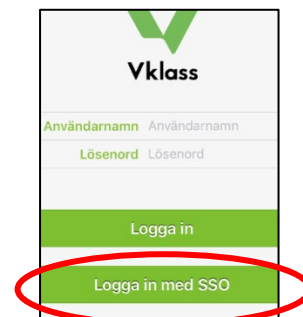 Vklass
Användarnamn Användarnamn
Lösenord Lösenord
Logga in
Logga in med SSO